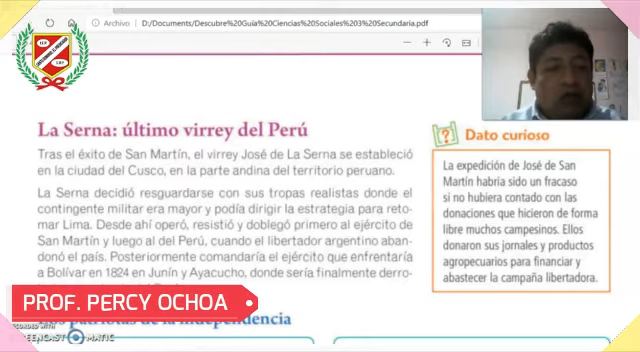 Archivo
D:/Documents/Descubre%20Guía%20Ciencias%20Sociales%203%20Secundaria.pdf
La Serna: último virrey del Perú
Tras el éxito de San Martín, el virrey José de La Serna se estableció
en la ciudad del Cusco, en la parte andina del territorio peruano.
La Serna decidió resguardarse con sus tropas realistas donde el
contingente militar era mayor y podía dirigir la estrategia para reto-
mar Lima. Desde ahí operó, resistió y doblegó primero al ejército de
San Martín y luego al del Perú, cuando el libertador argentino aban-
donó el país. Posteriormente comandaría el ejército que enfrentaría
a Bolívar en 1824 en Junín y Ayacucho, donde sería finalmente derro-
Dato curioso
La expedición de José de San
Martín habría sido un fracaso
si no hubiera contado con las
donaciones que hicieron de forma
libre muchos campesinos. Ellos
donaron sus jornales y productos
agropecuarios para financiar y
abastecer la campaña libertadora.
PROF. PERCY OCHOA
patriotas de la independencia